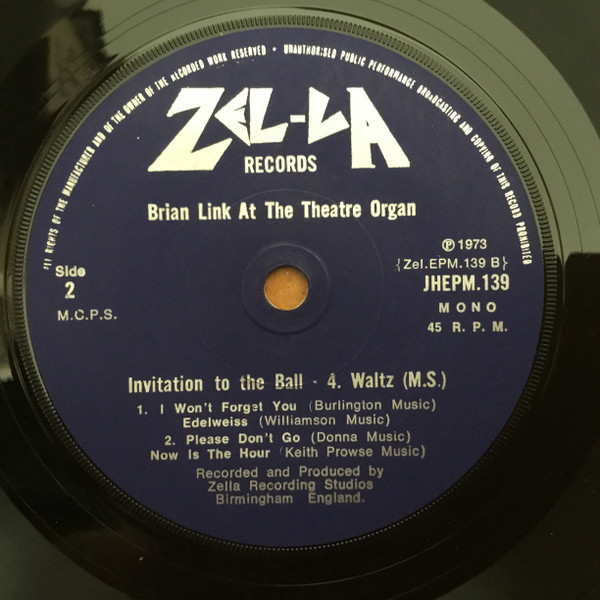 ALL RIGHTS OF THE MANUFACTURER AND OF THE OWNER OF THE RECORDED WORK RESERVED • UNAUTHORISED PUBLIC PERFORMANCE BROADCASTING AND COPYING OF THIS RECORD PROHIBITED
ZEL-LA
RECORDS
Brian Link At The Theatre Organ
Ⓟ 1973
Side
{Zel.EPM.139 B}
2
JHEPM.139
M.C.P.S.
MONO
45 R.P.M.
Invitation to the Ball - 4. Waltz (M.S.)
1. I Won't Forget You (Burlington Music)
Edelweiss (Williamson Music)
2. Please Don't Go (Donna Music)
Now Is The Hour (Keith Prowse Music)
Recorded and Produced by
Zella Recording Studios
Birmingham England.